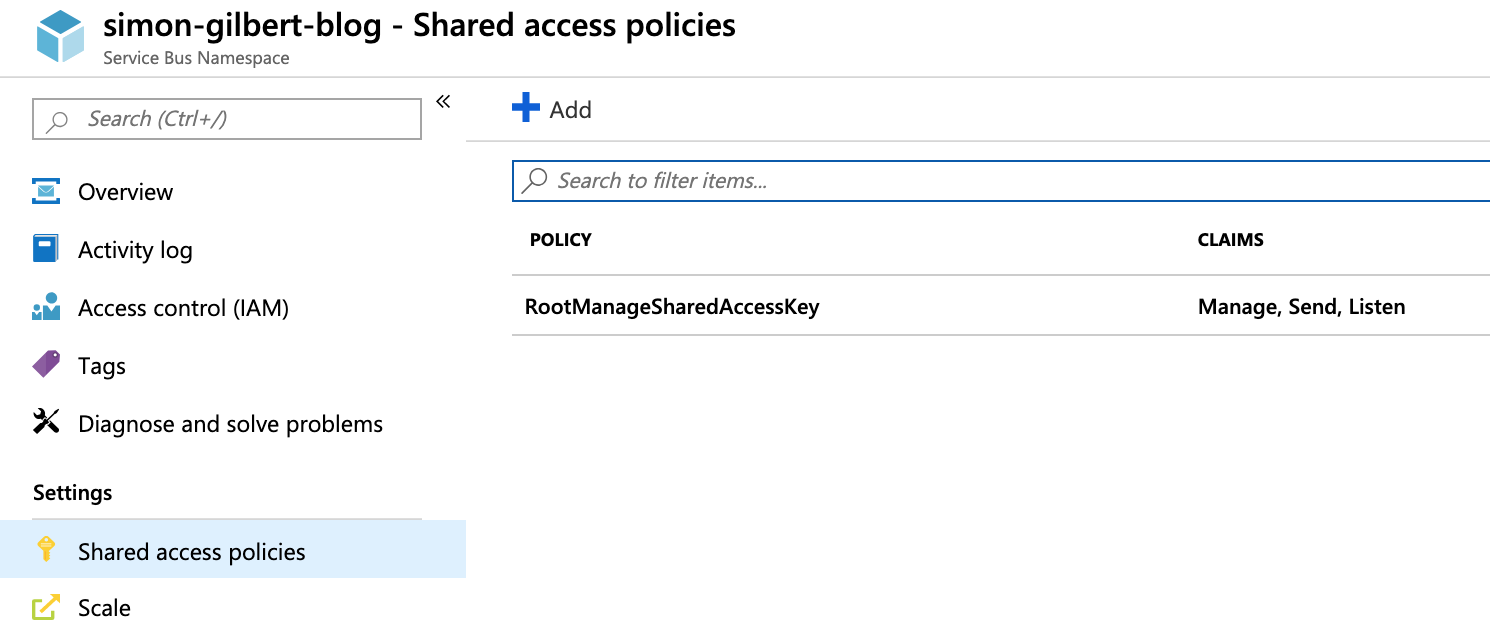 simon-gilbert-blog - Shared access policies
Service Bus Namespace
Search (Ctrl+/)
Overview
Activity log
Access control (IAM)
Tags
Diagnose and solve problems
Settings
Shared access policies
Scale
Add
Search to filter items...
POLICY CLAIMS
RootManageSharedAccessKey Manage, Send, Listen